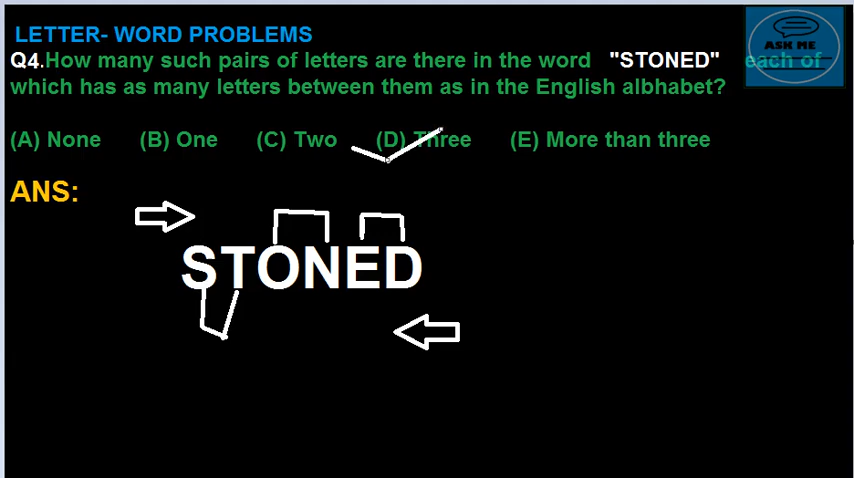 LETTER- WORD PROBLEMS
Q4.How many such pairs of letters are there in the word "STONED" each of
which has as many letters between them as in the English albhabet?
(A) None (B) One (C) Two (D) Three (E) More than three
ANS:
STONED
ASK ME